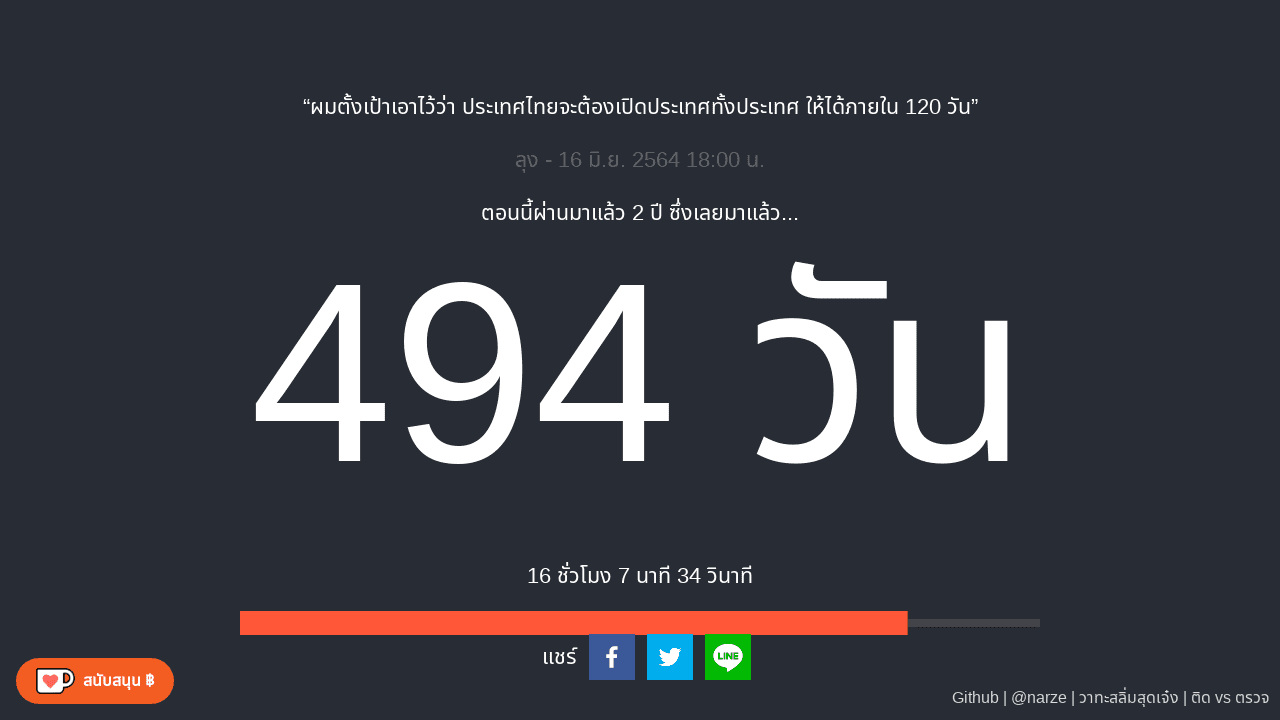 “ผมตั้งเป้าเอาไว้ว่า ประเทศไทยจะต้องเปิดประเทศทั้งประเทศ ให้ได้ภายใน 120 วัน”
ลุง - 16 มิ.ย. 2564 18:00 น.
ตอนนี้ผ่านมาแล้ว 2 ปี ซึ่งเลยมาแล้ว...
494 วัน
16 ชั่วโมง 7 นาที 34 วินาที
แชร์
LINE
สนับสนุน ฿
Github | @narze | วาทะสลิ่มสุดเจ๋ง | ติด vs ตรวจ